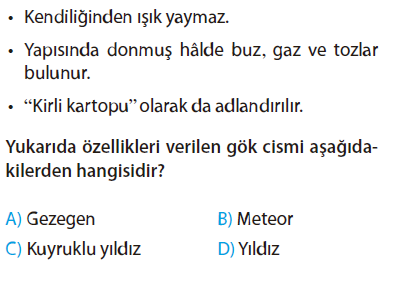 • Kendiliğinden ışık yaymaz.
• Yapısında donmuş hâlde buz, gaz ve tozlar
bulunur.
• “Kirli kartopu” olarak da adlandırılır.
Yukarıda özellikleri verilen gök cismi aşağıda-
kilerden hangisidir?
A) Gezegen B) Meteor
C) Kuyruklu yıldız D) Yıldız